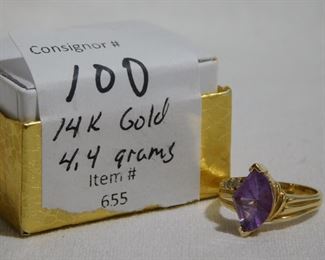 Consignor #
100
14K Gold
4.4 grams
Item #
655